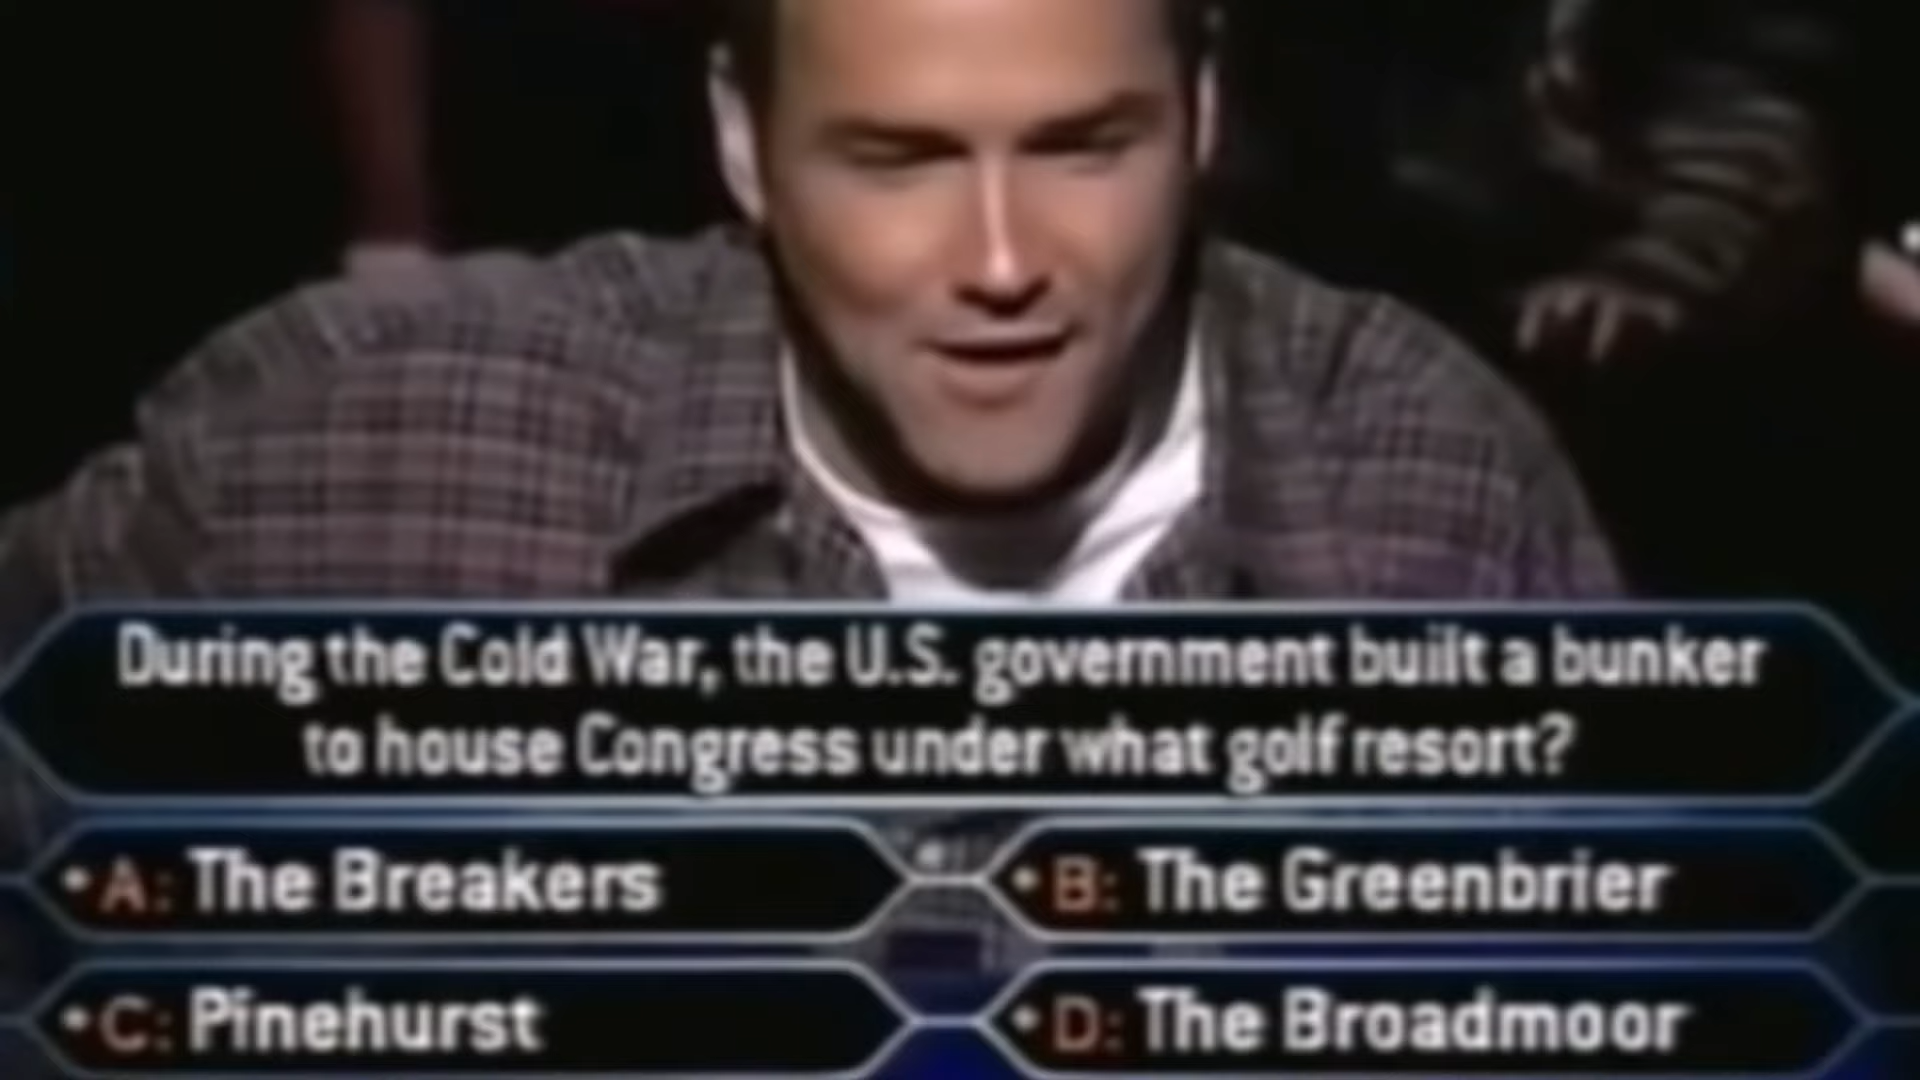 During the Cold War, the U.S. government built a bunker
to house Congress under what golf resort?
A: The Breakers
B: The Greenbrier
C: Pinehurst
D: The Broadmoor